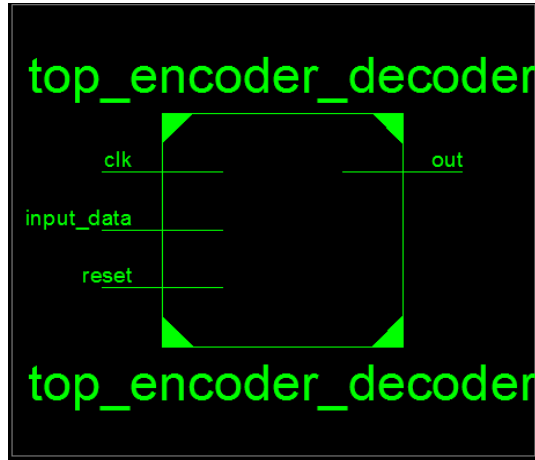 top_encoder_decoder
clk
out
input_data
reset
top_encoder_decoder